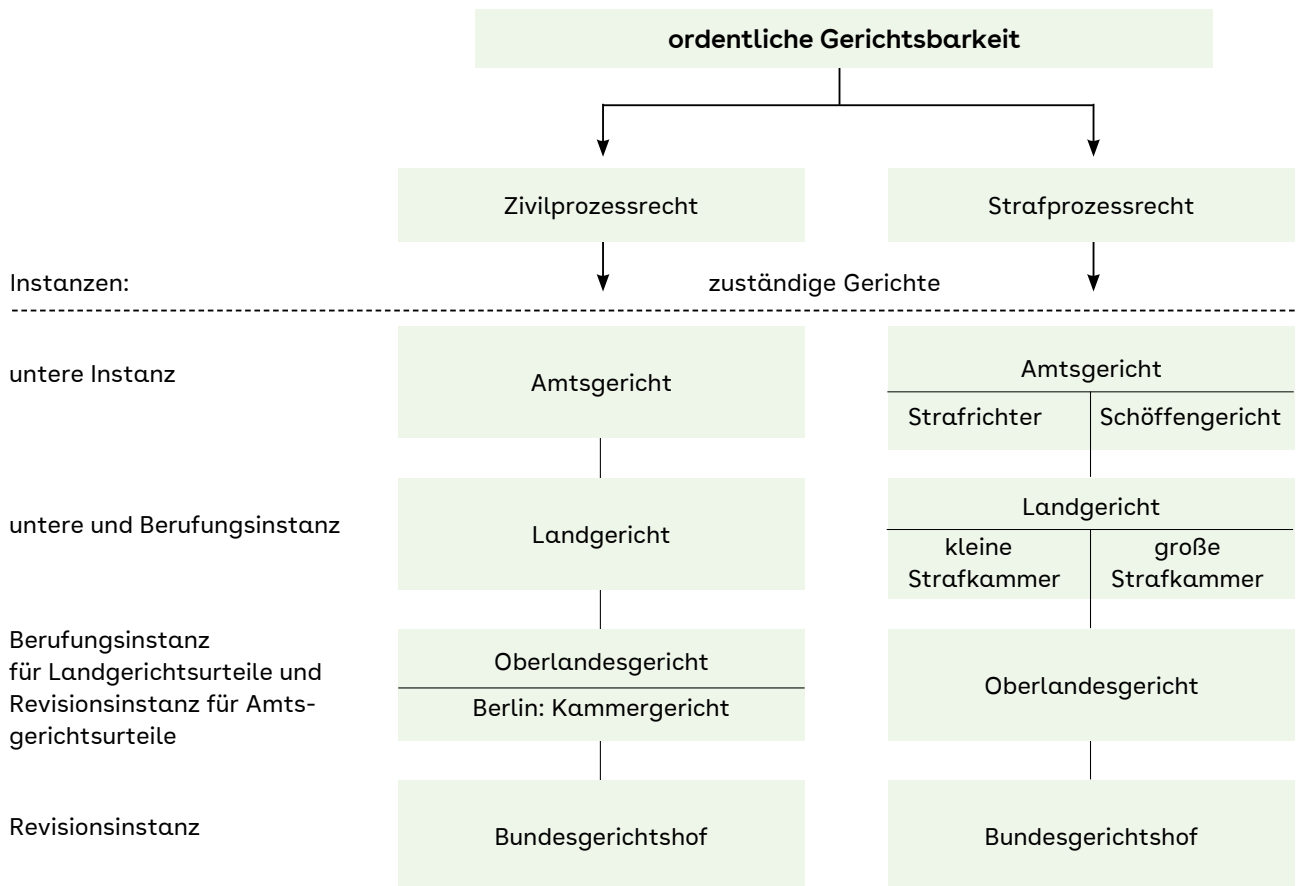 ordentliche Gerichtsbarkeit
Zivilprozessrecht
Strafprozessrecht
Instanzen:
zuständige Gerichte
untere Instanz
Amtsgericht
Amtsgericht
Strafrichter
Schöffengericht
untere und Berufungsinstanz
Landgericht
Landgericht
kleine
Strafkammer
große
Strafkammer
Berufungsinstanz
für Landgerichtsurteile und
Revisionsinstanz für Amts-
gerichtsurteile
Oberlandesgericht
Berlin: Kammergericht
Oberlandesgericht
Revisionsinstanz
Bundesgerichtshof
Bundesgerichtshof